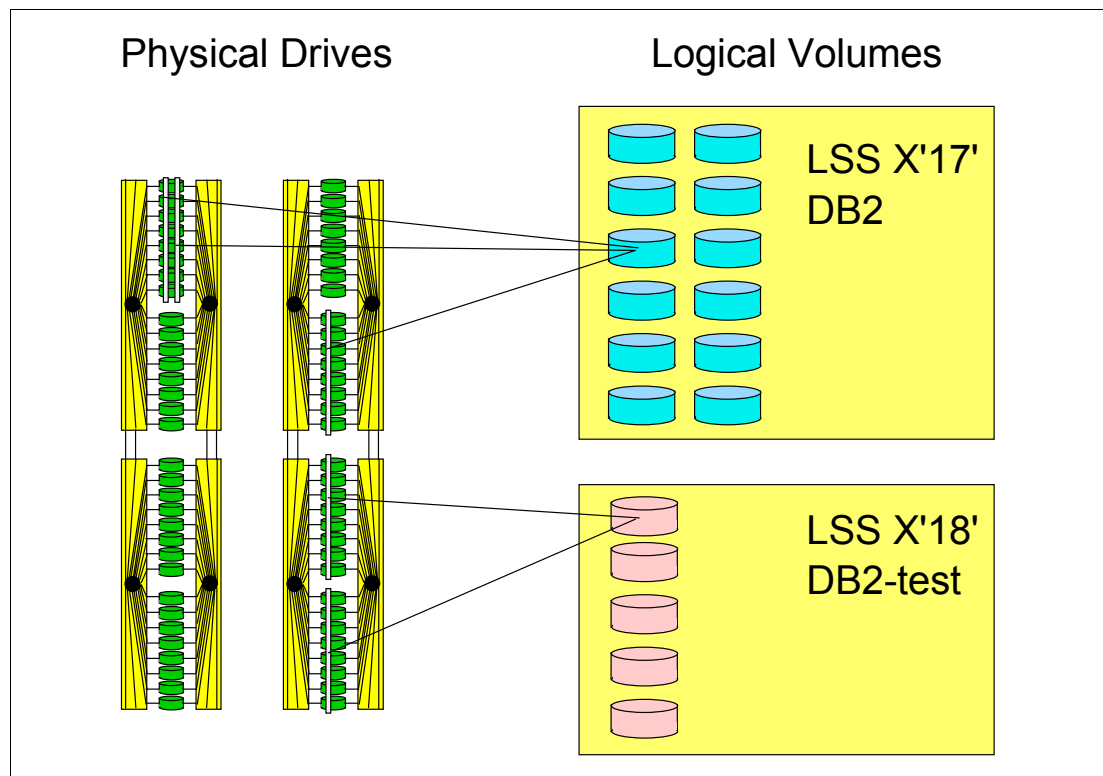 Physical Drives
Logical Volumes
LSS X'17'
DB2
LSS X'18'
DB2-test